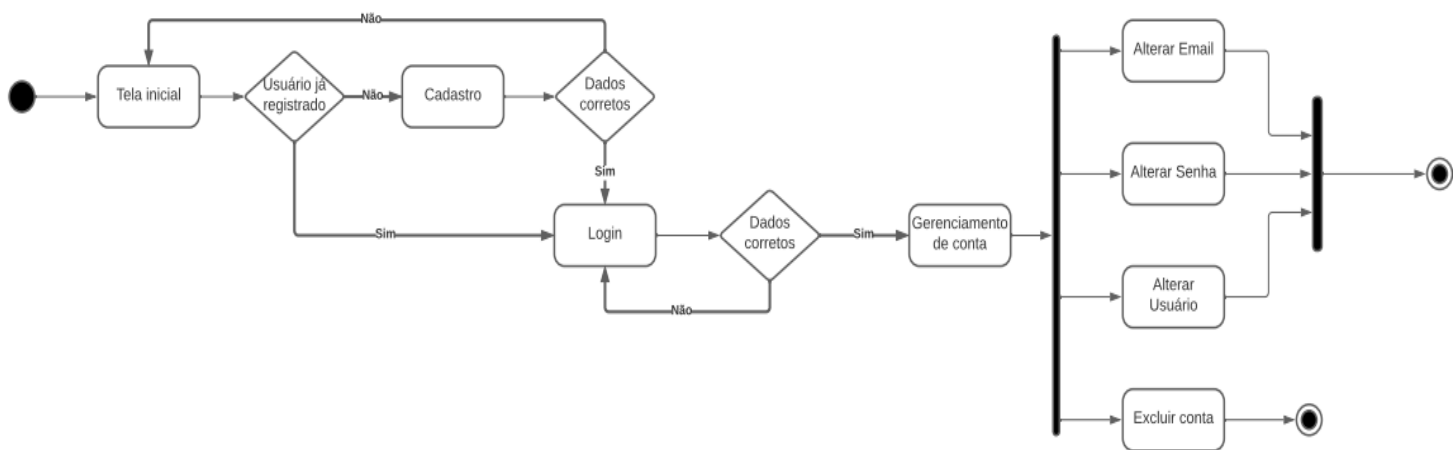 Não
Tela inicial
Usuário já
registrado
Não
Cadastro
Dados
corretos
Sim
Sim
Login
Dados
corretos
Não
Sim
Gerenciamento
de conta
Alterar Email
Alterar Senha
Alterar
Usuário
Excluir conta